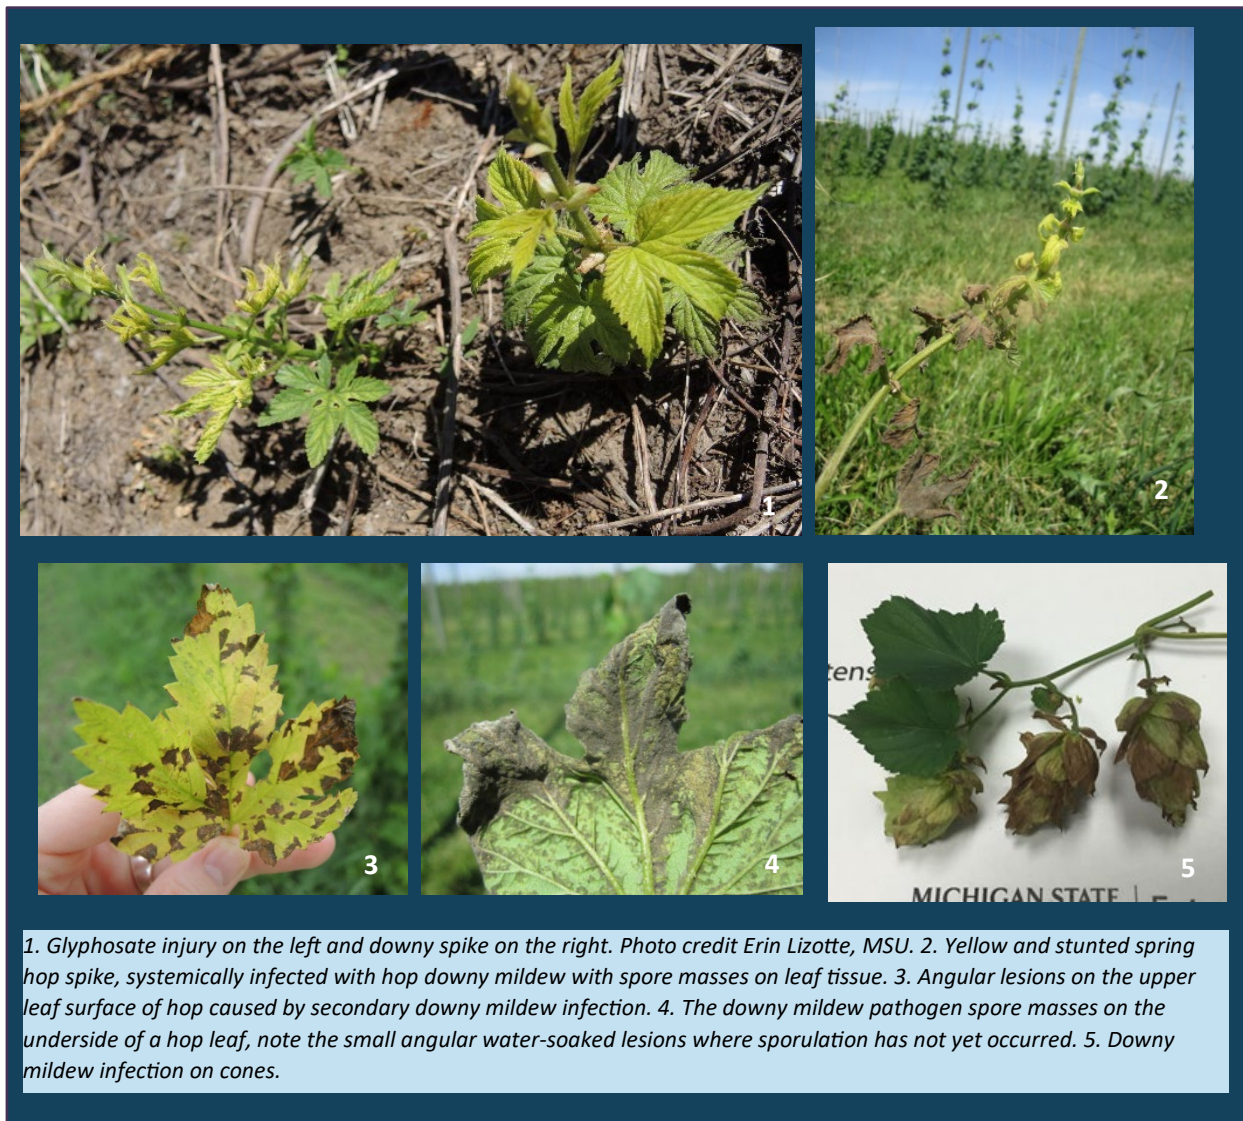 1
2
3
4
tens
5
MICHIGAN STATE
1. Glyphosate injury on the left and downy spike on the right. Photo credit Erin Lizotte, MSU. 2. Yellow and stunted spring
hop spike, systemically infected with hop downy mildew with spore masses on leaf tissue. 3. Angular lesions on the upper
leaf surface of hop caused by secondary downy mildew infection. 4. The downy mildew pathogen spore masses on the
underside of a hop leaf, note the small angular water-soaked lesions where sporulation has not yet occurred. 5. Downy
mildew infection on cones.